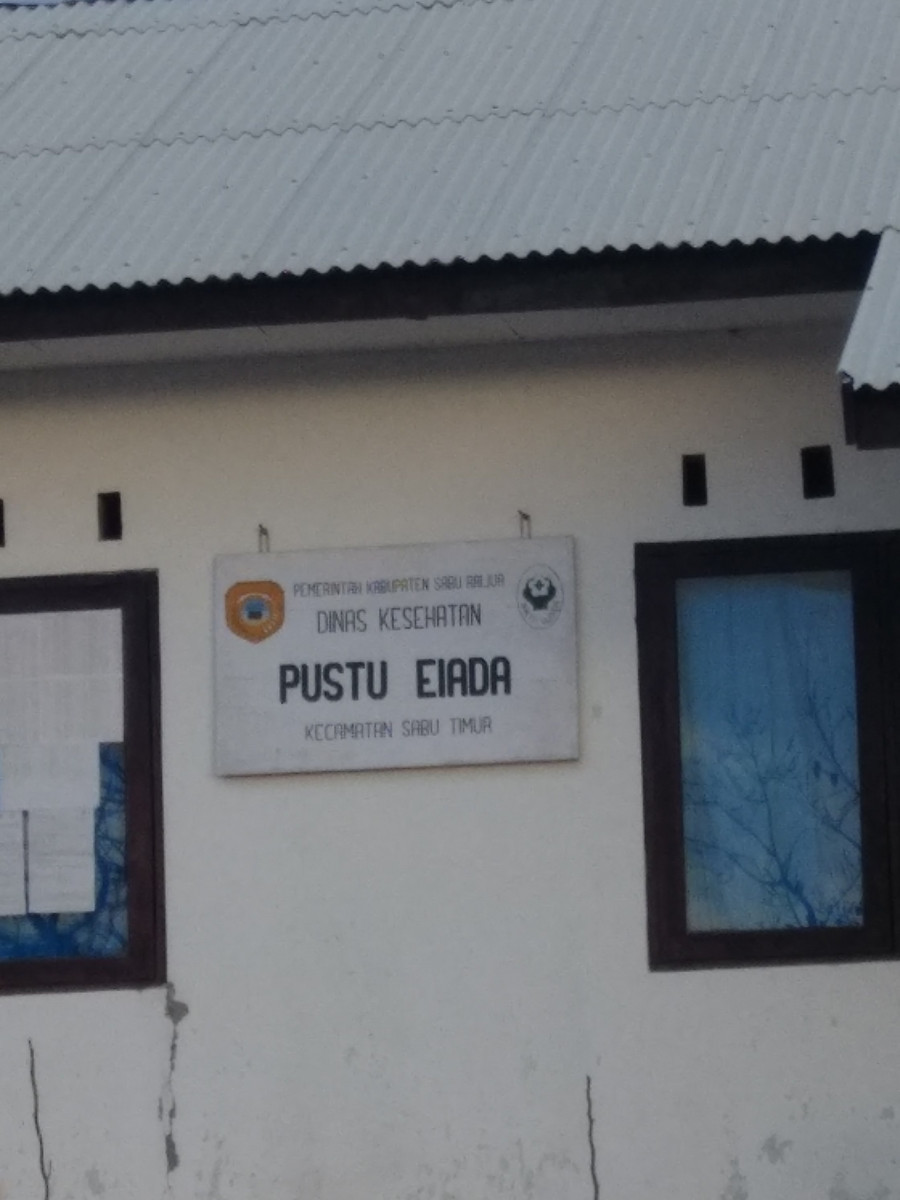 PEMERINTAH KABUPATEN SABU RAIJUA
DINAS KESEHATAN
PUSTU EIADA
KECAMATAN SABU TIMUR